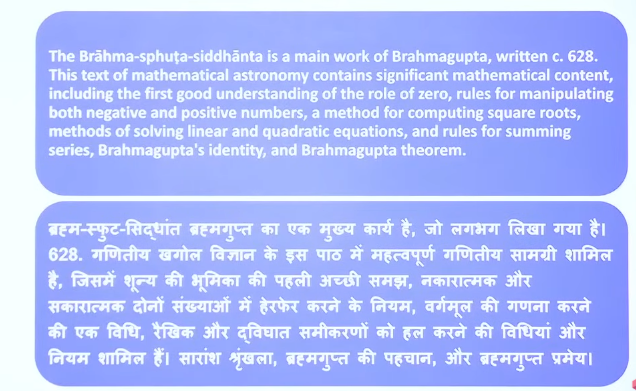 The Brāhma-sphuṭa-siddhānta is a main work of Brahmagupta, written c. 628.
This text of mathematical astronomy contains significant mathematical content,
including the first good understanding of the role of zero, rules for manipulating
both negative and positive numbers, a method for computing square roots,
methods of solving linear and quadratic equations, and rules for summing
series, Brahmagupta's identity, and Brahmagupta theorem.
ब्रह्म-स्फुट-सिद्धांत ब्रह्मगुप्त का एक मुख्य कार्य है, जो लगभग लिखा गया है।
628. गणितीय खगोल विज्ञान के इस पाठ में महत्वपूर्ण गणितीय सामग्री शामिल
है, जिसमें शून्य की भूमिका की पहली अच्छी समझ, नकारात्मक और
सकारात्मक दोनों संख्याओं में हेरफेर करने के नियम, वर्गमूल की गणना करने
की एक विधि, रैखिक और द्विघात समीकरणों को हल करने की विधियां और
नियम शामिल हैं। सारांश श्रृंखला, ब्रह्मगुप्त की पहचान, और ब्रह्मगुप्त प्रमेय।